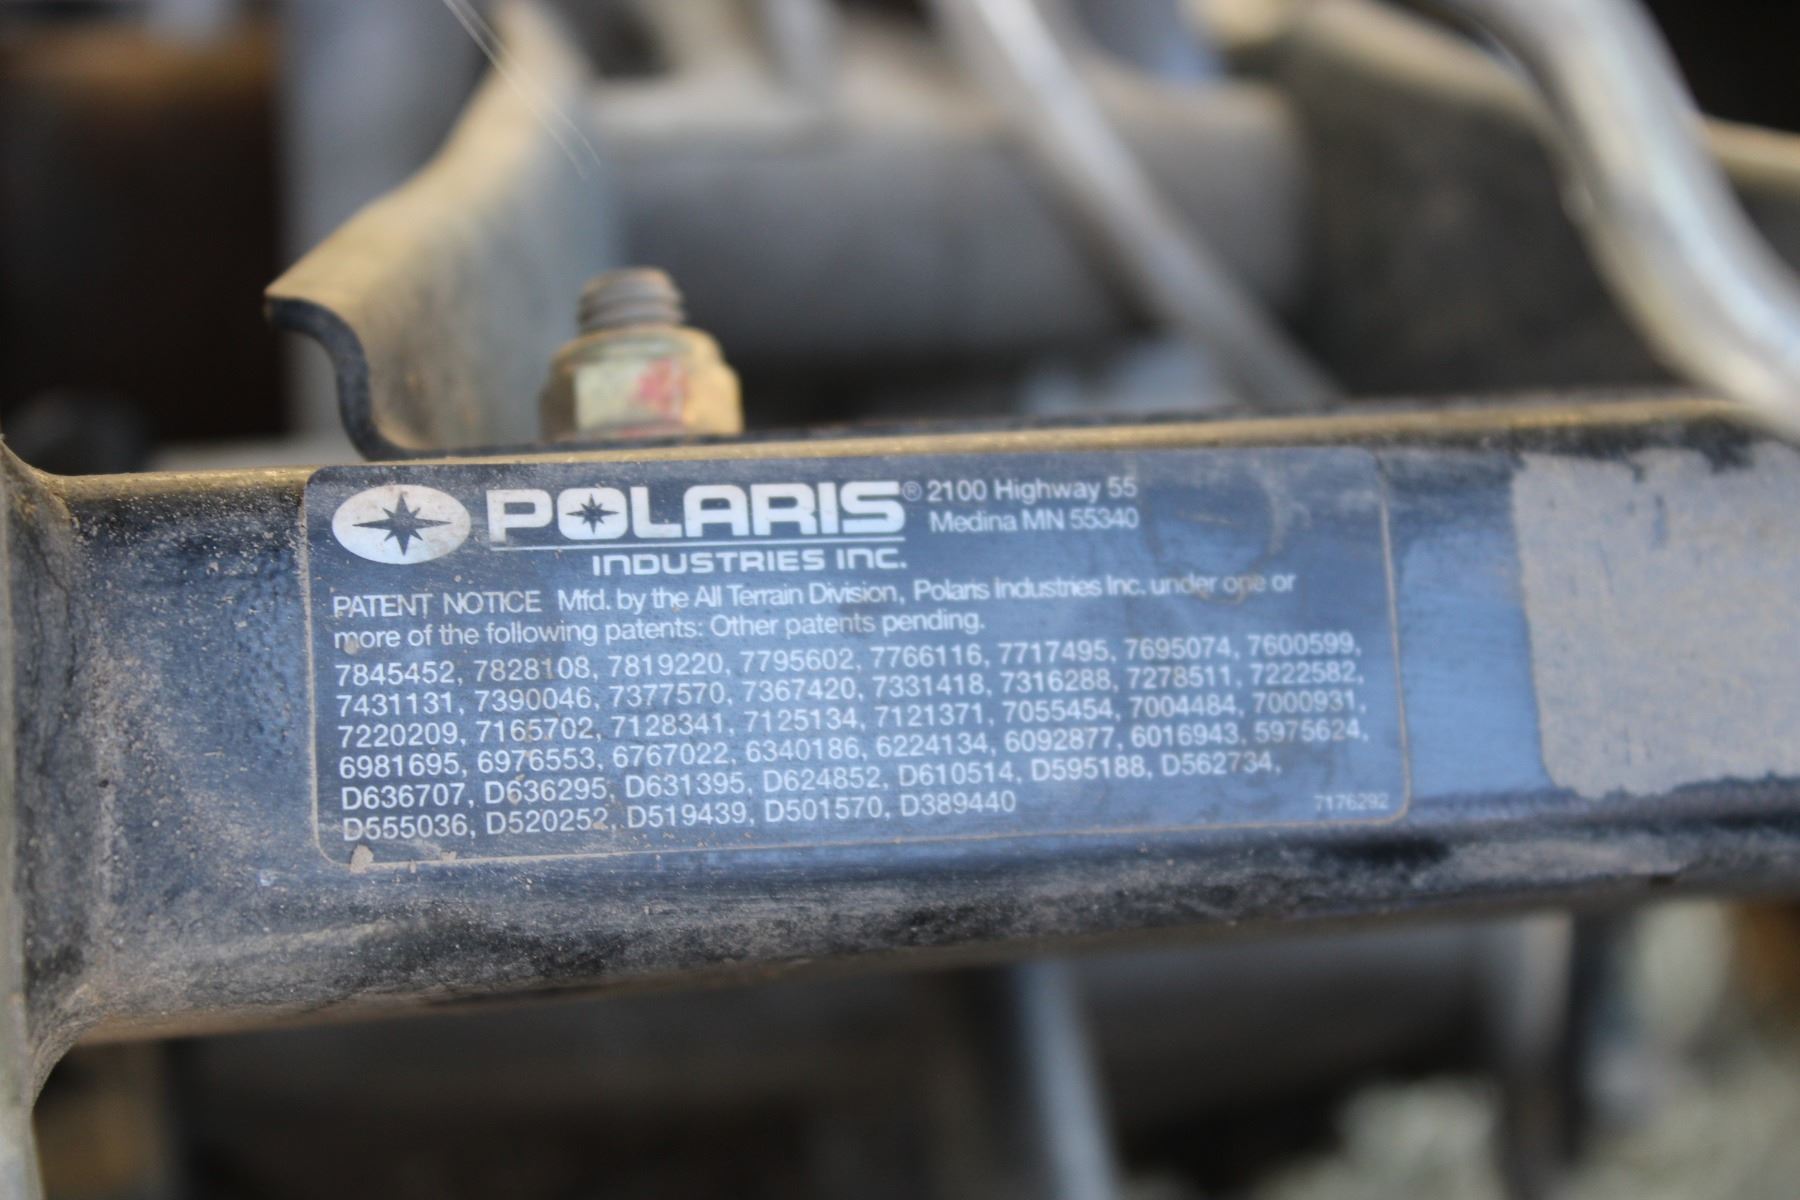 POLARIS® 2100 Highway 55
Medina MN 55340
INDUSTRIES INC.
PATENT NOTICE Mfd. by the All Terrain Division, Polaris Industries Inc. under one or
more of the following patents: Other patents pending.
7845452, 7828108, 7819220, 7795602, 7766116, 7717495, 7695074, 7600599,
7431131, 7390046, 7377570, 7367420, 7331418, 7316288, 7278511, 7222582,
7220209, 7165702, 7128341, 7125134, 7121371, 7055454, 7004484, 7000931,
6981695, 6976553, 6767022, 6340186, 6224134, 6092877, 6016943, 5975624,
D636707, D636295, D631395, D624852, D610514, D595188, D562734,
D555036, D520252, D519439, D501570, D389440
7176292